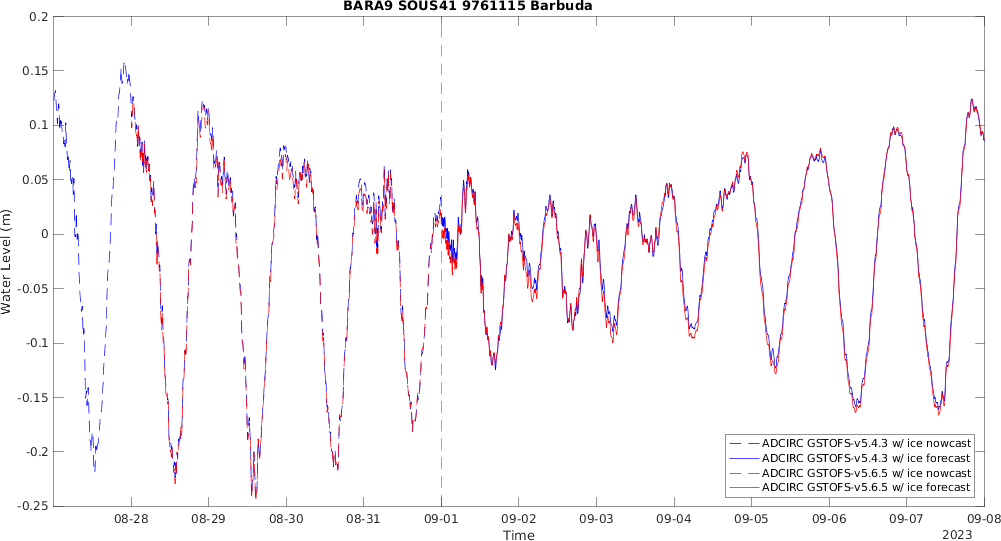 BARA9 SOUS41 9761115 Barbuda
0.2
0.15
0.1
0.05
0
-0.05
-0.1
-0.15
-0.2
-0.25
Water Level (m)
ADCIRC GSTOFS-v5.4.3 w/ ice nowcast
ADCIRC GSTOFS-v5.4.3 w/ ice forecast
ADCIRC GSTOFS-v5.6.5 w/ ice nowcast
ADCIRC GSTOFS-v5.6.5 w/ ice forecast
08-28 08-29 08-30 08-31 09-01 09-02 09-03 09-04 09-05 09-06 09-07 09-08
Time
2023